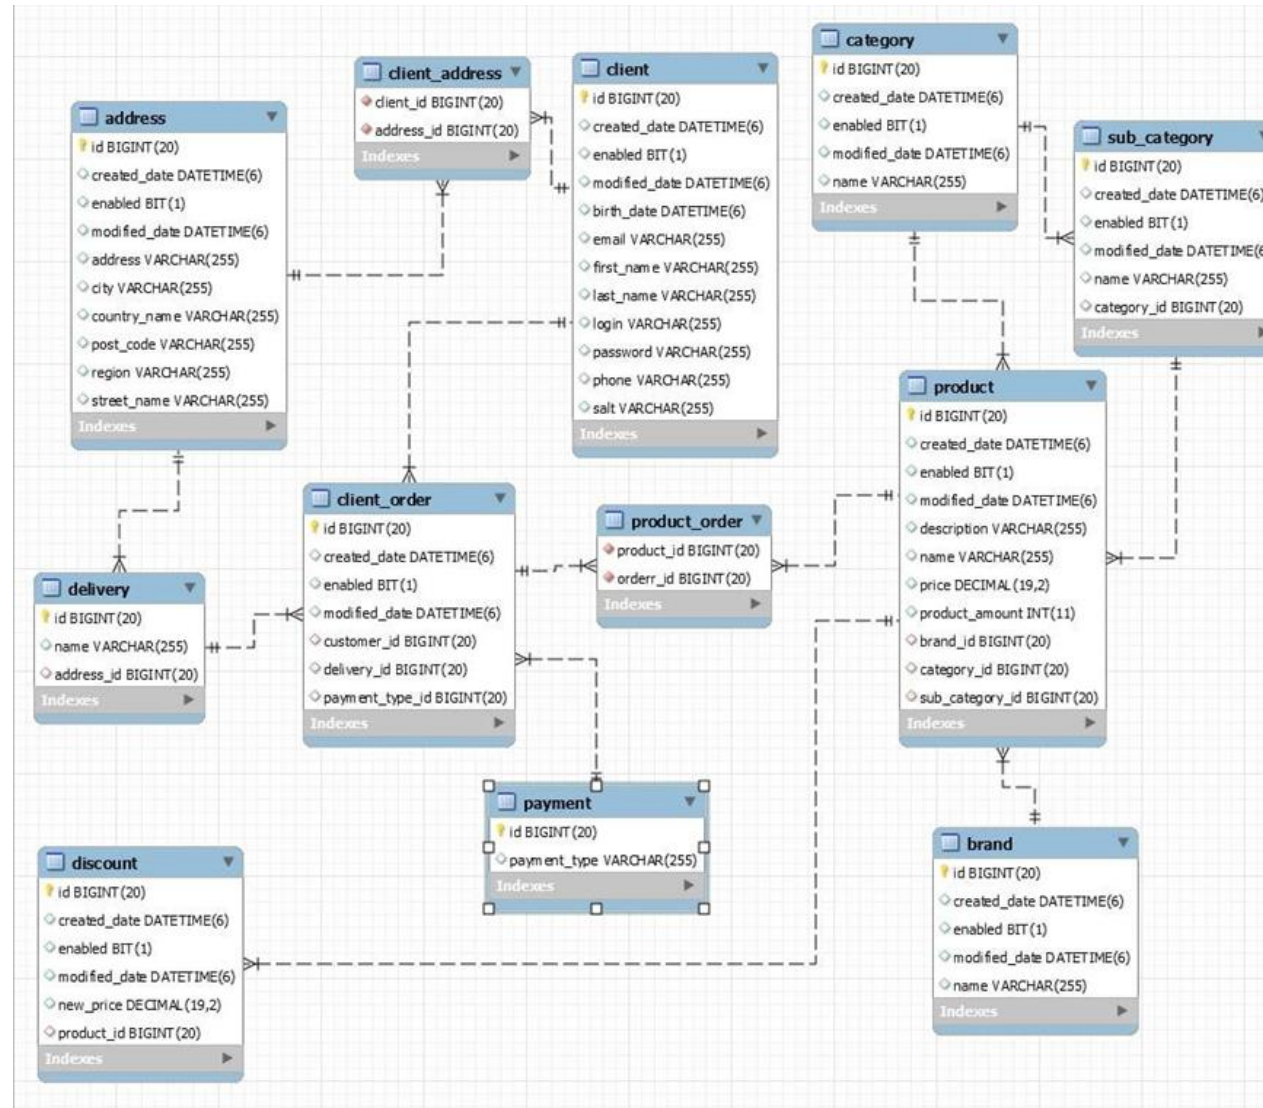 address
id BIGINT(20)
created_date DATETIME(6)
enabled BIT(1)
modified_date DATETIME(6)
address VARCHAR(255)
city VARCHAR(255)
country_name VARCHAR(255)
post_code VARCHAR(255)
region VARCHAR(255)
street_name VARCHAR(255)
Indexes
client_address
client_id BIGINT(20)
address_id BIGINT(20)
Indexes
client
id BIGINT(20)
created_date DATETIME(6)
enabled BIT(1)
modified_date DATETIME(6)
birth_date DATETIME(6)
email VARCHAR(255)
first_name VARCHAR(255)
last_name VARCHAR(255)
login VARCHAR(255)
password VARCHAR(255)
phone VARCHAR(255)
salt VARCHAR(255)
Indexes
category
id BIGINT(20)
created_date DATETIME(6)
enabled BIT(1)
modified_date DATETIME(6)
name VARCHAR(255)
Indexes
sub_category
id BIGINT(20)
created_date DATETIME(6)
enabled BIT(1)
modified_date DATETIME(6
name VARCHAR(255)
category_id BIGINT(20)
Indexes
product
id BIGINT(20)
created_date DATETIME(6)
enabled BIT(1)
modified_date DATETIME(6)
description VARCHAR(255)
name VARCHAR(255)
price DECIMAL(19,2)
product_amount INT(11)
brand_id BIGINT(20)
category_id BIGINT(20)
sub_category_id BIGINT(20)
Indexes
client_order
id BIGINT(20)
created_date DATETIME(6)
enabled BIT(1)
modified_date DATETIME(6)
customer_id BIGINT(20)
delivery_id BIGINT(20)
payment_type_id BIGINT(20)
Indexes
product_order
product_id BIGINT(20)
orderr_id BIGINT(20)
Indexes
delivery
id BIGINT(20)
name VARCHAR(255)
address_id BIGINT(20)
Indexes
payment
id BIGINT(20)
payment_type VARCHAR(255)
Indexes
discount
id BIGINT(20)
created_date DATETIME(6)
enabled BIT(1)
modified_date DATETIME(6)
new_price DECIMAL(19,2)
product_id BIGINT(20)
Indexes
brand
id BIGINT(20)
created_date DATETIME(6)
enabled BIT(1)
modified_date DATETIME(6)
name VARCHAR(255)
Indexes